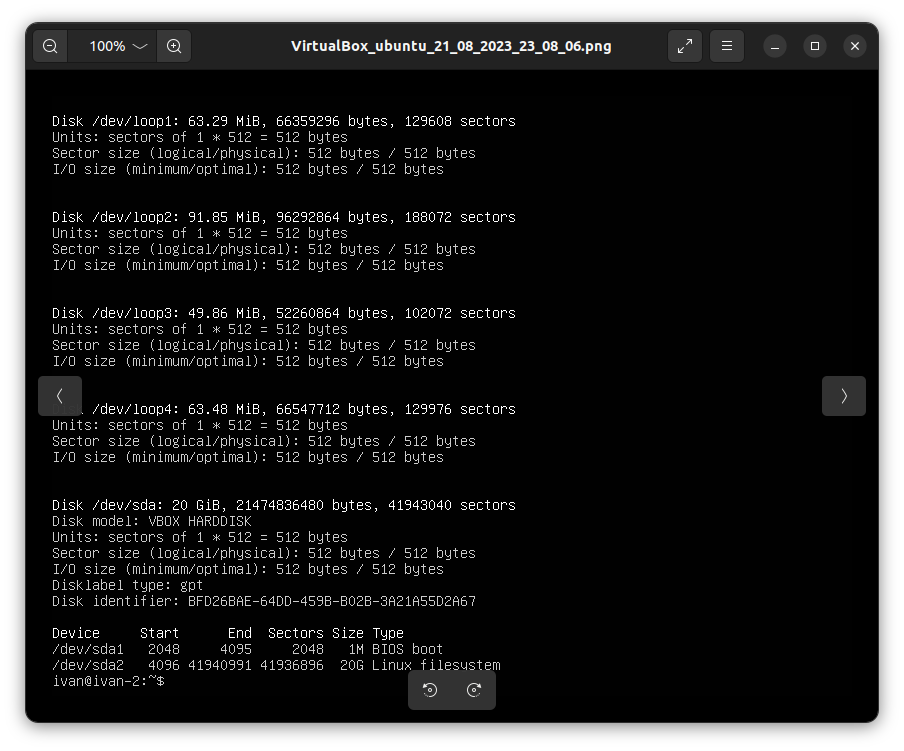 100%
VirtualBox_ubuntu_21_08_2023_23_08_06.png
Disk /dev/loop1: 63.29 MiB, 66359296 bytes, 129608 sectors
Units: sectors of 1 * 512 = 512 bytes
Sector size (logical/physical): 512 bytes / 512 bytes
I/O size (minimum/optimal): 512 bytes / 512 bytes
Disk /dev/loop2: 91.85 MiB, 96292864 bytes, 188072 sectors
Units: sectors of 1 * 512 = 512 bytes
Sector size (logical/physical): 512 bytes / 512 bytes
I/O size (minimum/optimal): 512 bytes / 512 bytes
Disk /dev/loop3: 49.86 MiB, 52260864 bytes, 102072 sectors
Units: sectors of 1 * 512 = 512 bytes
Sector size (logical/physical): 512 bytes / 512 bytes
I/O size (minimum/optimal): 512 bytes / 512 bytes
Disk /dev/loop4: 63.48 MiB, 66547712 bytes, 129976 sectors
Units: sectors of 1 * 512 = 512 bytes
Sector size (logical/physical): 512 bytes / 512 bytes
I/O size (minimum/optimal): 512 bytes / 512 bytes
Disk /dev/sda: 20 GiB, 21474836480 bytes, 41943040 sectors
Disk model: VBOX HARDDISK
Units: sectors of 1 * 512 = 512 bytes
Sector size (logical/physical): 512 bytes / 512 bytes
I/O size (minimum/optimal): 512 bytes / 512 bytes
Disklabel type: gpt
Disk identifier: BFD26BAE-64DD-459B-B02B-3A21A55D2A67
Device Start End Sectors Size Type
/dev/sda1 2048 4095 2048 1M BIOS boot
/dev/sda2 4096 41940991 41936896 20G Linux filesystem
ivan@ivan-2:~$